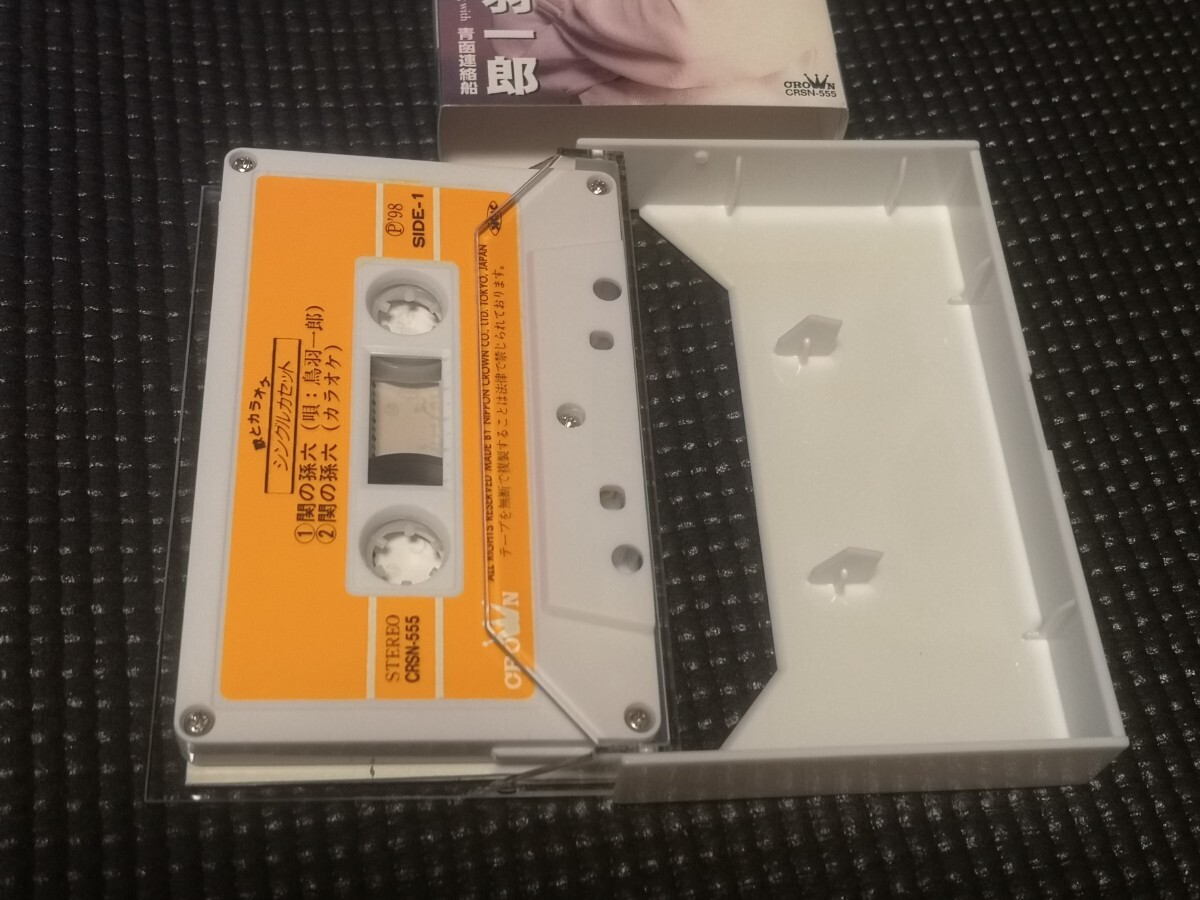 羽一郎
with 青函連絡船
CROWN
CRSN-555
Ⓟ'98
SIDE-1
唄とカラオケ
シングルカセット
①関の孫六(唄:鳥羽一郎)
②関の孫六(カラオケ)
STEREO
CRSN-555
ALL RIGHTS RESERVED MADE BY NIPPON CROWN CO., LTD. TOKYO, JAPAN
テープを無断で複製することは法律で禁じられております。
CROWN